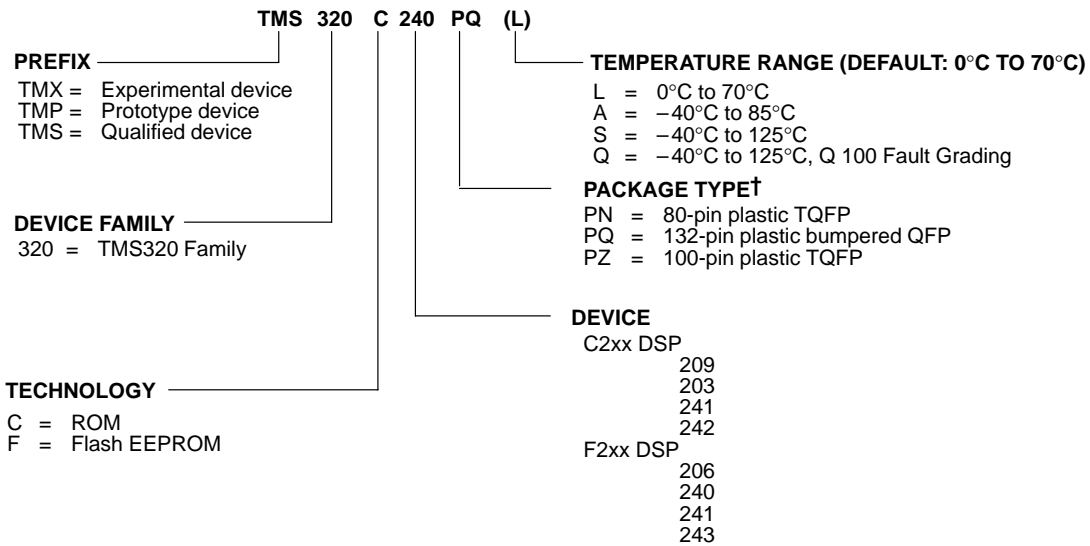 TMS 320 C 240 PQ (L)
PREFIX
TMX = Experimental device
TMP = Prototype device
TMS = Qualified device
DEVICE FAMILY
320 = TMS320 Family
TECHNOLOGY
C = ROM
F = Flash EEPROM
TEMPERATURE RANGE (DEFAULT: 0°C TO 70°C)
L = 0°C to 70°C
A = −40°C to 85°C
S = −40°C to 125°C
Q = −40°C to 125°C, Q 100 Fault Grading
PACKAGE TYPE†
PN = 80-pin plastic TQFP
PQ = 132-pin plastic bumpered QFP
PZ = 100-pin plastic TQFP
DEVICE
C2xx DSP
209
203
241
242
F2xx DSP
206
240
241
243